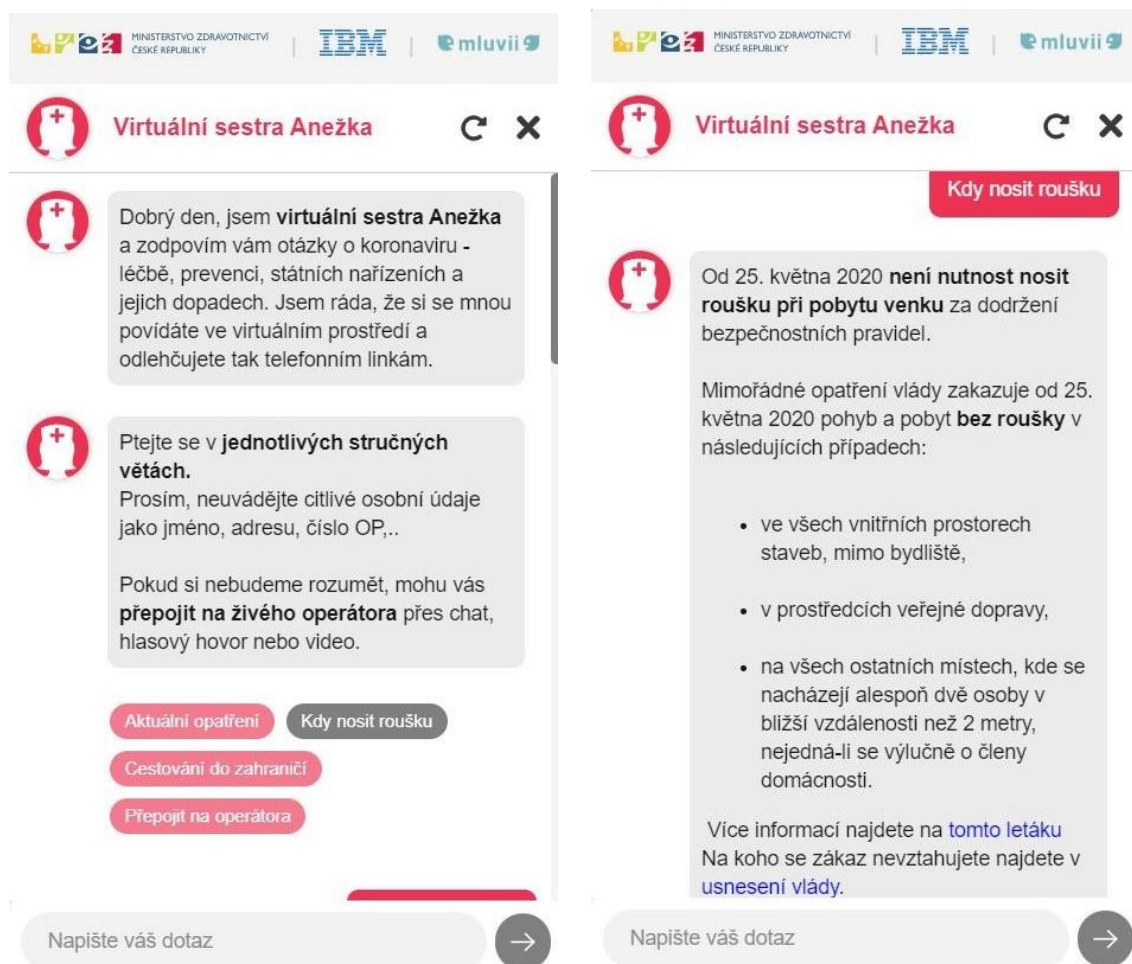 MINISTERSTVO ZDRAVOTNICTVÍ
ČESKÉ REPUBLIKY
IBM
mluvii
Virtuální sestra Anežka
Dobrý den, jsem virtuální sestra Anežka
a zodpovím vám otázky o koronaviru -
léčbě, prevenci, státních nařízeních a
jejich dopadech. Jsem ráda, že si se mnou
povídáte ve virtuálním prostředí a
odlehčujete tak telefonním linkám.
Ptejte se v jednotlivých stručných
větách.
Prosím, neuvádějte citlivé osobní údaje
jako jméno, adresu, číslo OP,..
Pokud si nebudeme rozumět, mohu vás
přepojit na živého operátora přes chat,
hlasový hovor nebo video.
Aktuální opatření
Kdy nosit roušku
Cestování do zahraničí
Přepojit na operátora
Napište váš dotaz
MINISTERSTVO ZDRAVOTNICTVÍ
ČESKÉ REPUBLIKY
IBM
mluvii
Virtuální sestra Anežka
Kdy nosit roušku
Od 25. května 2020 není nutnost nosit
roušku při pobytu venku za dodržení
bezpečnostních pravidel.
Mimořádné opatření vlády zakazuje od 25.
května 2020 pohyb a pobyt bez roušky v
následujících případech:
• ve všech vnitřních prostorech
staveb, mimo bydliště,
• v prostředcích veřejné dopravy,
• na všech ostatních místech, kde se
nacházejí alespoň dvě osoby v
bližší vzdálenosti než 2 metry,
nejedná-li se výlučně o členy
domácnosti.
Více informací najdete na tomto letáku
Na koho se zákaz nevztahujete najdete v
usnesení vlády.
Napište váš dotaz